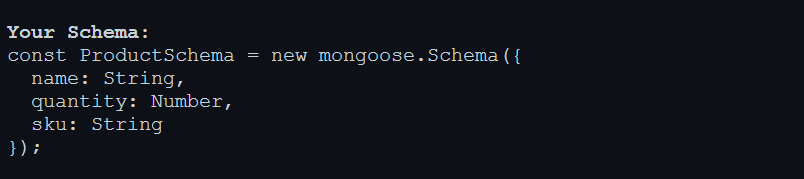 Your Schema:
const ProductSchema = new mongoose.Schema({
  name: String,
  quantity: Number,
  sku: String
});